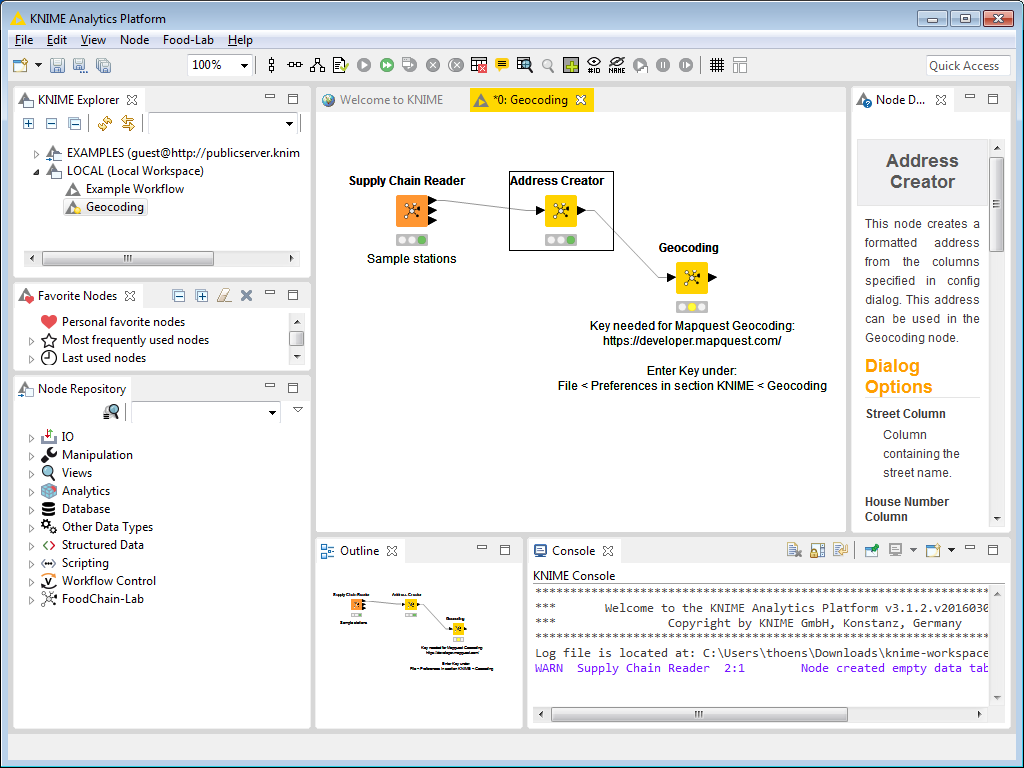 KNIME Analytics Platform
File Edit View Node Food-Lab Help
100%
#ID
NAME
Quick Access
KNIME Explorer
EXAMPLES (guest@http://publicserver.knim
LOCAL (Local Workspace)
Example Workflow
Geocoding
Favorite Nodes
Personal favorite nodes
Most frequently used nodes
Last used nodes
Node Repository
IO
Manipulation
Views
Analytics
Database
Other Data Types
Structured Data
Scripting
Workflow Control
FoodChain-Lab
Welcome to KNIME
*0: Geocoding
Supply Chain Reader
Sample stations
Address Creator
Geocoding
Key needed for Mapquest Geocoding:
https://developer.mapquest.com/
Enter Key under:
File < Preferences in section KNIME < Geocoding
Node D...
Address
Creator
This node creates a
formatted address
from the columns
specified in config
dialog. This address
can be used in the
Geocoding node.
Dialog
Options
Street Column
Column
containing the
street name.
House Number
Column
Outline
Supply Chain Reader
Sample stations
Address Creator
Geocoding
Key needed for Mapquest Geocoding:
https://developer.mapquest.com/
Enter Key under:
File < Preferences in section KNIME < Geocoding
Console
KNIME Console
*** Welcome to the KNIME Analytics Platform v3.1.2.v2016030
*** Copyright by KNIME GmbH, Konstanz, Germany
Log file is located at: C:\Users\thoens\Downloads\knime-workspace
WARN Supply Chain Reader 2:1 Node created empty data tab